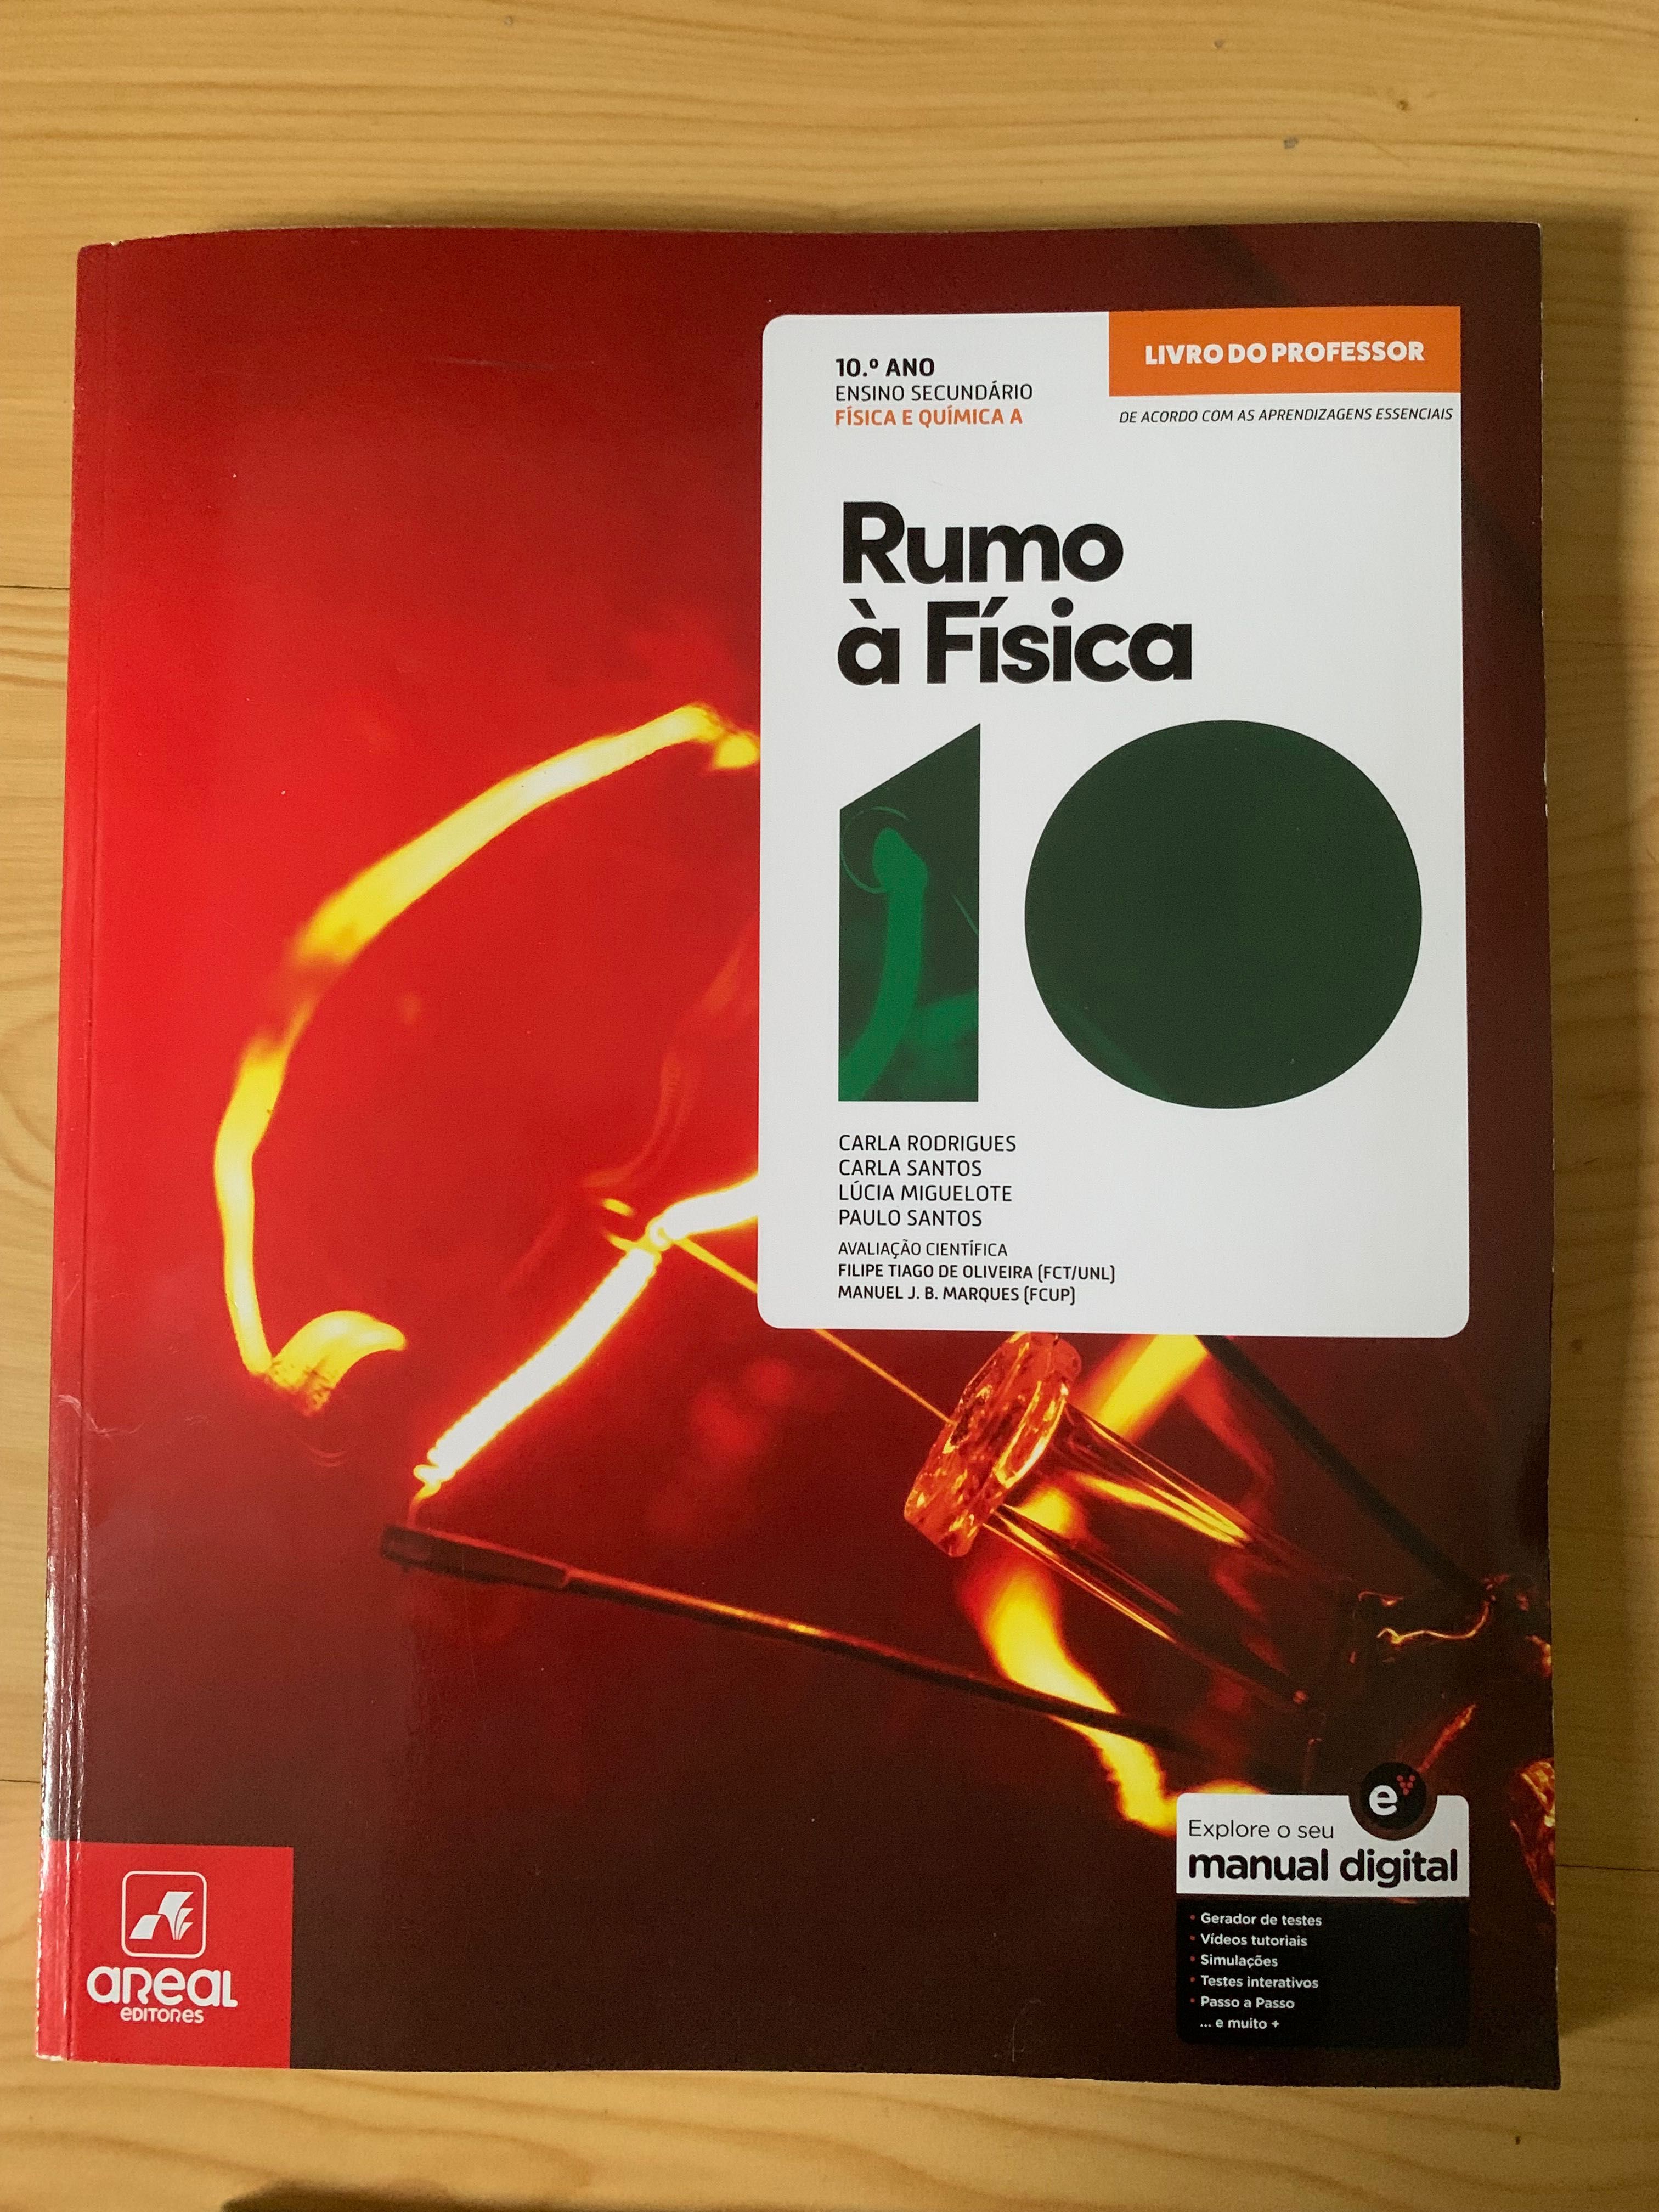 10.º ANO
ENSINO SECUNDÁRIO
FÍSICA E QUÍMICA A
LIVRO DO PROFESSOR
DE ACORDO COM AS APRENDIZAGENS ESSENCIAIS
Rumo
à Física
10
CARLA RODRIGUES
CARLA SANTOS
LÚCIA MIGUELOTE
PAULO SANTOS
AVALIAÇÃO CIENTÍFICA
FILIPE TIAGO DE OLIVEIRA (FCT/UNL)
MANUEL J. B. MARQUES (FCUP)
e
Explore o seu
manual digital
• Gerador de testes
• Vídeos tutoriais
• Simulações
• Testes interativos
• Passo a Passo
... e muito +
aReaL
eDITORes